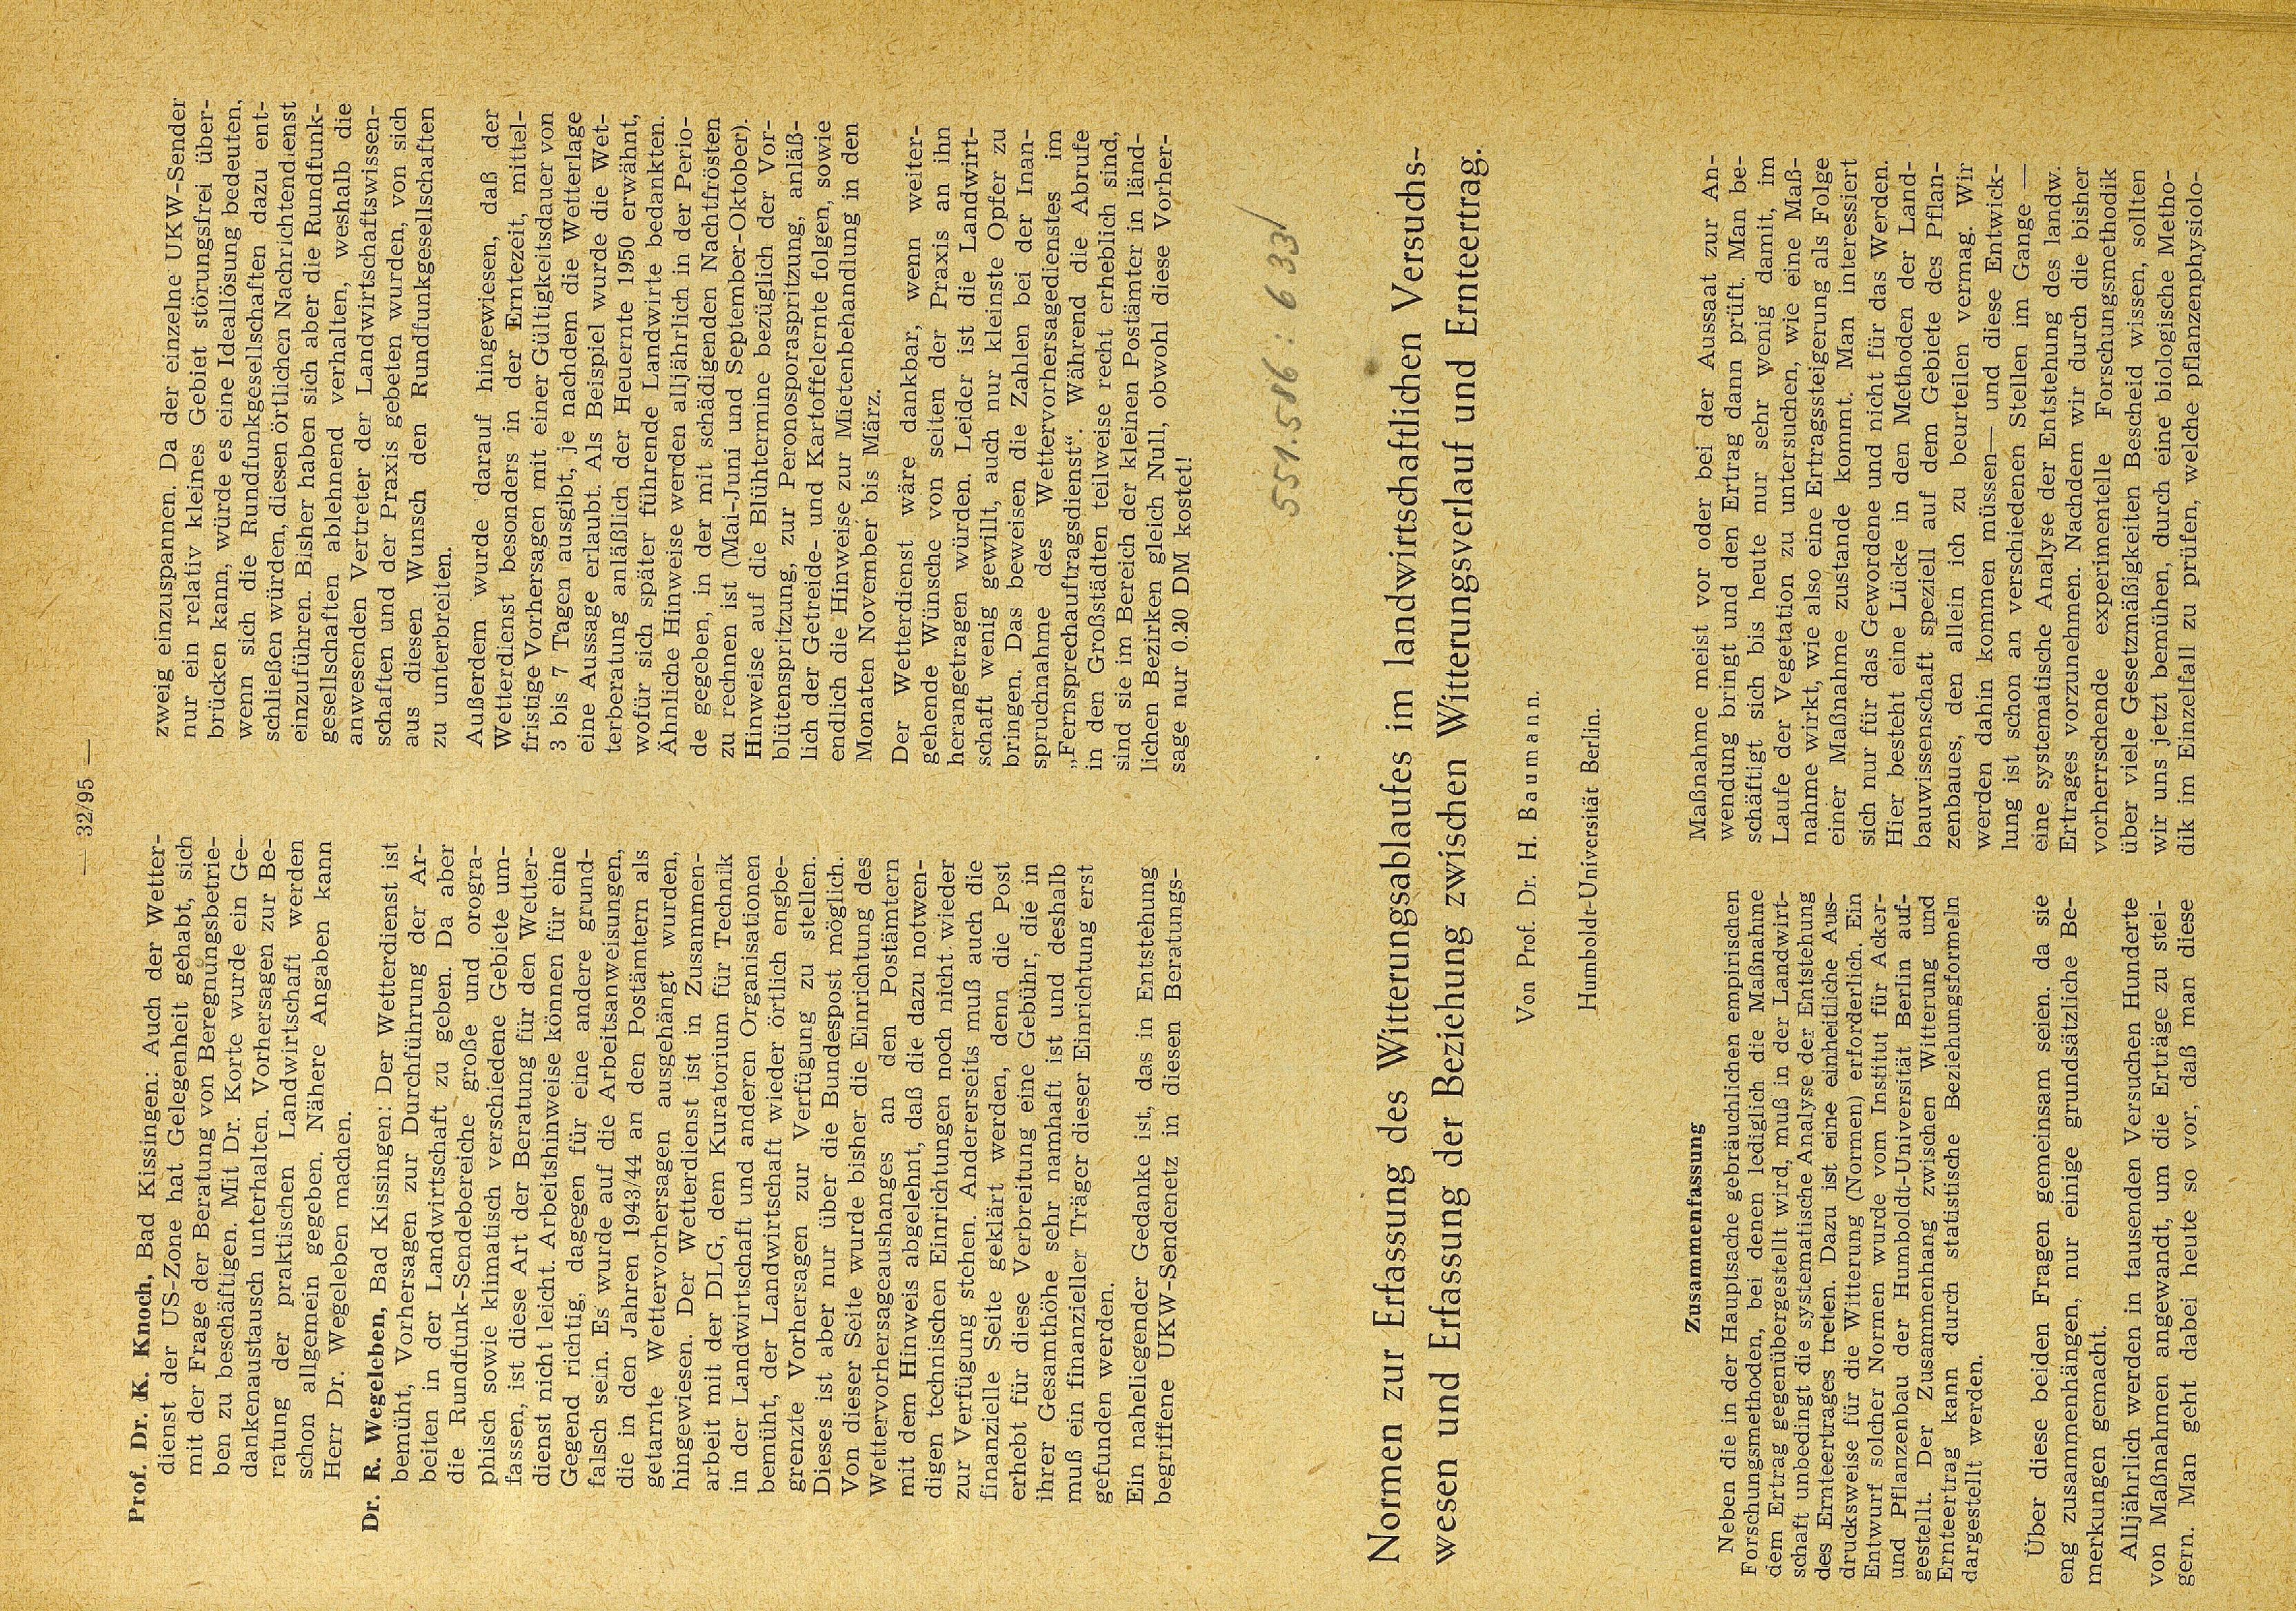 — 32/95 —
Prof. Dr. K. Knoch, Bad Kissingen: Auch der Wetter-
dienst der US-Zone hat Gelegenheit gehabt, sich
mit der Frage der Beratung von Beregnungsbetrie-
ben zu beschäftigen. Mit Dr. Korte wurde ein Ge-
dankenaustausch unterhalten. Vorhersagen zur Be-
ratung der praktischen Landwirtschaft werden
schon allgemein gegeben. Nähere Angaben kann
Herr Dr. Wegeleben machen.
Dr. R. Wegeleben, Bad Kissingen: Der Wetterdienst ist
bemüht, Vorhersagen zur Durchführung der Ar-
beiten in der Landwirtschaft zu geben. Da aber
die Rundfunk-Sendebereiche große und orogra-
phisch sowie klimatisch verschiedene Gebiete um-
fassen, ist diese Art der Beratung für den Wetter-
dienst nicht leicht. Arbeitshinweise können für eine
Gegend richtig, dagegen für eine andere grund-
falsch sein. Es wurde auf die Arbeitsanweisungen,
die in den Jahren 1943/44 an den Postämtern als
getarnte Wettervorhersagen ausgehängt wurden,
hingewiesen. Der Wetterdienst ist in Zusammen-
arbeit mit der DLG, dem Kuratorium für Technik
in der Landwirtschaft und anderen Organisationen
bemüht, der Landwirtschaft wieder örtlich engbe-
grenzte Vorhersagen zur Verfügung zu stellen.
Dieses ist aber nur über die Bundespost möglich.
Von dieser Seite wurde bisher die Einrichtung des
Wettervorhersageaushanges an den Postämtern
mit dem Hinweis abgelehnt, daß die dazu notwen-
digen technischen Einrichtungen noch nicht wieder
zur Verfügung stehen. Andererseits muß auch die
finanzielle Seite geklärt werden, denn die Post
erhebt für diese Verbreitung eine Gebühr, die in
ihrer Gesamthöhe sehr namhaft ist und deshalb
muß ein finanzieller Träger dieser Einrichtung erst
gefunden werden.
Ein naheliegender Gedanke ist, das in Entstehung
begriffene UKW-Sendenetz in diesen Beratungs-
zweig einzuspannen. Da der einzelne UKW-Sender
nur ein relativ kleines Gebiet störungsfrei über-
brücken kann, würde es eine Ideallösung bedeuten,
wenn sich die Rundfunkgesellschaften dazu ent-
schließen würden, diesen örtlichen Nachrichtendienst
einzuführen. Bisher haben sich aber die Rundfunk-
gesellschaften ablehnend verhalten, weshalb die
anwesenden Vertreter der Landwirtschaftswissen-
schaften und der Praxis gebeten wurden, von sich
aus diesen Wunsch den Rundfunkgesellschaften
zu unterbreiten.
Außerdem wurde darauf hingewiesen, daß der
Wetterdienst besonders in der Erntezeit, mittel-
fristige Vorhersagen mit einer Gültigkeitsdauer von
3 bis 7 Tagen ausgibt, je nachdem die Wetterlage
eine Aussage erlaubt. Als Beispiel wurde die Wet-
terberatung anläßlich der Heuernte 1950 erwähnt,
wofür sich später führende Landwirte bedankten.
Ähnliche Hinweise werden alljährlich in der Perio-
de gegeben, in der mit schädigenden Nachtfrösten
zu rechnen ist (Mai-Juni und September-Oktober).
Hinweise auf die Blühtermine bezüglich der Vor-
blütenspritzung, zur Peronosporaspritzung, anläß-
lich der Getreide- und Kartoffelernte folgen, sowie
endlich die Hinweise zur Mietenbehandlung in den
Monaten November bis März.
Der Wetterdienst wäre dankbar, wenn weiter-
gehende Wünsche von seiten der Praxis an ihn
herangetragen würden. Leider ist die Landwirt-
schaft wenig gewillt, auch nur kleinste Opfer zu
bringen. Das beweisen die Zahlen bei der Inan-
spruchnahme des Wettervorhersagedienstes im
„Fernsprechauftragsdienst“. Während die Abrufe
in den Großstädten teilweise recht erheblich sind,
sind sie im Bereich der kleinen Postämter in länd-
lichen Bezirken gleich Null, obwohl diese Vorher-
sage nur 0.20 DM kostet!
551.586:633/
Normen zur Erfassung des Witterungsablaufes im landwirtschaftlichen Versuchs-
wesen und Erfassung der Beziehung zwischen Witterungsverlauf und Ernteertrag.
Von Prof. Dr. H. Baumann.
Humboldt-Universität Berlin.
Zusammenfassung
Neben die in der Hauptsache gebräuchlichen empirischen
Forschungsmethoden, bei denen lediglich die Maßnahme
dem Ertrag gegenübergestellt wird, muß in der Landwirt-
schaft unbedingt die systematische Analyse der Entstehung
des Ernteertrages treten. Dazu ist eine einheitliche Aus-
drucksweise für die Witterung (Normen) erforderlich. Ein
Entwurf solcher Normen wurde vom Institut für Acker-
und Pflanzenbau der Humboldt-Universität Berlin auf-
gestellt. Der Zusammenhang zwischen Witterung und
Ernteertrag kann durch statistische Beziehungsformeln
dargestellt werden.
Über diese beiden Fragen gemeinsam seien, da sie
eng zusammenhängen, nur einige grundsätzliche Be-
merkungen gemacht.
Alljährlich werden in tausenden Versuchen Hunderte
von Maßnahmen angewandt, um die Erträge zu stei-
gern. Man geht dabei heute so vor, daß man diese
Maßnahme meist vor oder bei der Aussaat zur An-
wendung bringt und den Ertrag dann prüft. Man be-
schäftigt sich bis heute nur sehr wenig damit, im
Laufe der Vegetation zu untersuchen, wie eine Maß-
nahme wirkt, wie also eine Ertragssteigerung als Folge
einer Maßnahme zustande kommt. Man interessiert
sich nur für das Gewordene und nicht für das Werden.
Hier besteht eine Lücke in den Methoden der Land-
bauwissenschaft speziell auf dem Gebiete des Pflan-
zenbaues, den allein ich zu beurteilen vermag. Wir
werden dahin kommen müssen— und diese Entwick-
lung ist schon an verschiedenen Stellen im Gange —
eine systematische Analyse der Entstehung des landw.
Ertrages vorzunehmen. Nachdem wir durch die bisher
vorherrschende experimentelle Forschungsmethodik
über viele Gesetzmäßigkeiten Bescheid wissen, sollten
wir uns jetzt bemühen, durch eine biologische Metho-
dik im Einzelfall zu prüfen, welche pflanzenphysiolo-